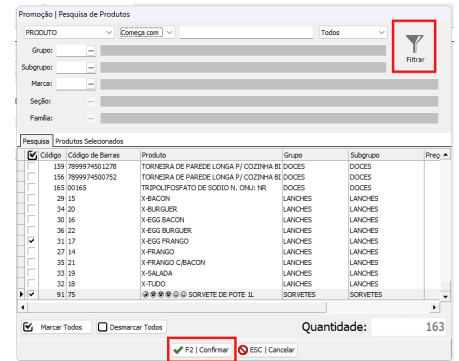 Promoção | Pesquisa de Produtos
PRODUTO Começa com Todos
Filtrar
Grupo: ...
Subgrupo: ...
Marca: ...
Seção: ...
Família: ...
Pesquisa Produtos Selecionados
Código Código de Barras Produto Grupo Subgrupo Preç
159 7899974501278 TORNEIRA DE PAREDE LONGA P/ COZINHA BI DOCES DOCES
156 7899974500752 TORNEIRA DE PAREDE LONGA P/ COZINHA BI DOCES DOCES
165 00165 TRIPOLIFOSFATO DE SODIO N. ONU: NR DOCES DOCES
29 15 X-BACON LANCHES LANCHES
34 20 X-BURGUER LANCHES LANCHES
30 16 X-EGG BACON LANCHES LANCHES
36 22 X-EGG BURGUER LANCHES LANCHES
31 17 X-EGG FRANGO LANCHES LANCHES
27 14 X-FRANGO LANCHES LANCHES
35 21 X-FRANGO C/BACON LANCHES LANCHES
33 19 X-SALADA LANCHES LANCHES
32 18 X-TUDO LANCHES LANCHES
91 75 SORVETE DE POTE 1L SORVETES SORVETES
Marcar Todos Desmarcar Todos Quantidade: 163
F2 | Confirmar ESC | Cancelar